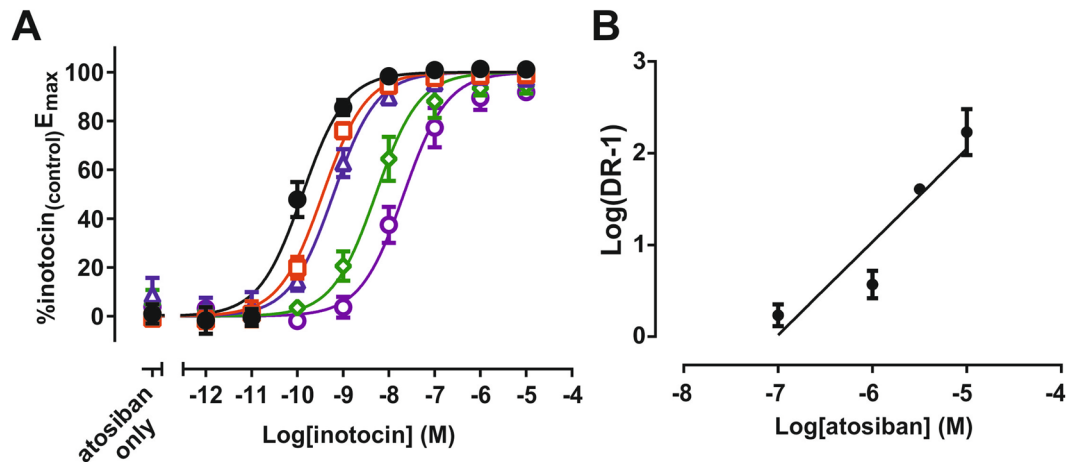 A
%inotocin(control)Emax
100
80
60
40
20
0
atosiban
only
-12 -11 -10 -9 -8 -7 -6 -5 -4
Log[inotocin] (M)
B
Log(DR-1)
3
2
1
0
-8 -7 -6 -5 -4
Log[atosiban] (M)